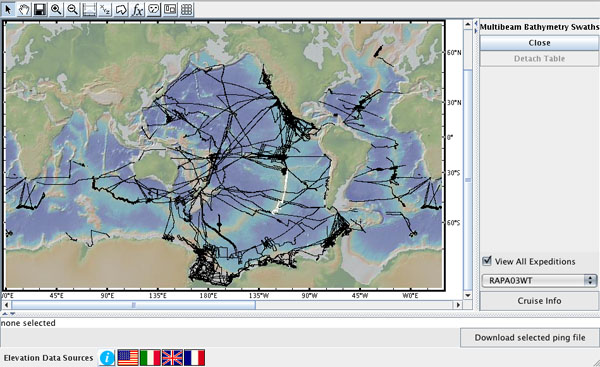 Multibeam Bathymetry Swaths
Close
Detach Table
60°N
30°N
0°
30°S
60°S
View All Expeditions
RAPA03WT
Cruise Info
0°E 45°E 90°E 135°E 180°E 135°W 90°W 45°W 0°E
none selected
Download selected ping file
Elevation Data Sources